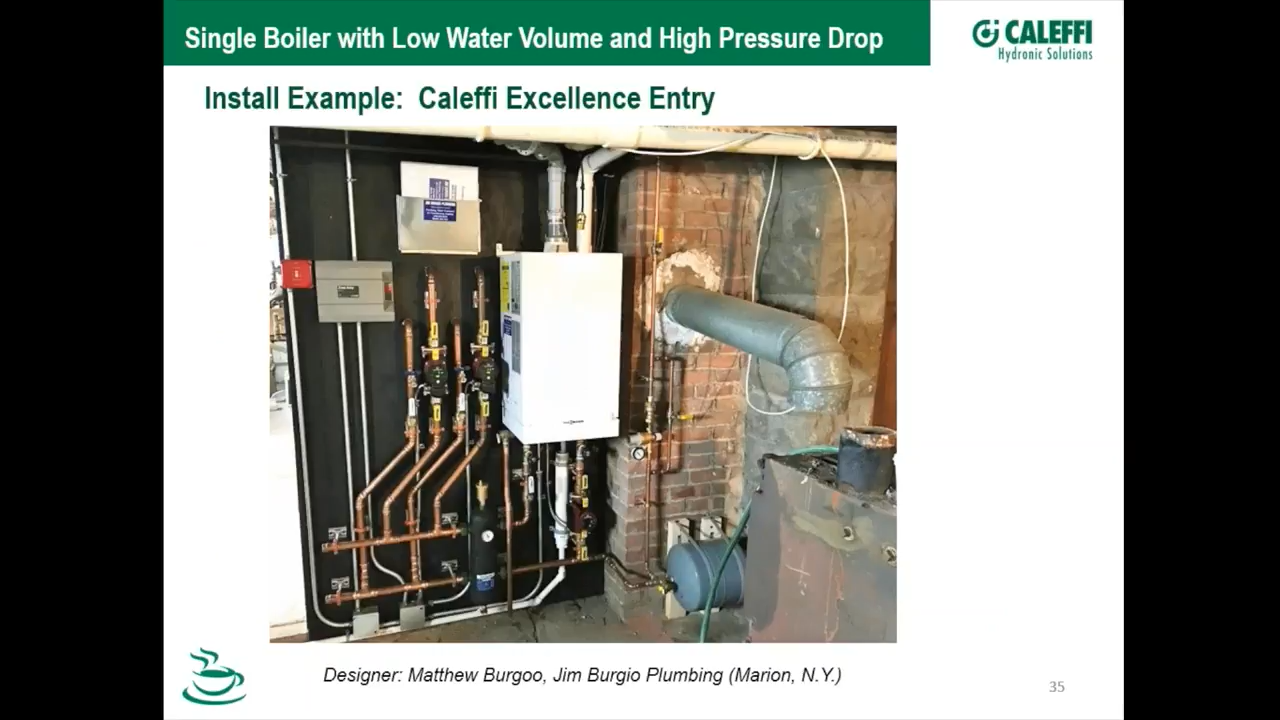 Single Boiler with Low Water Volume and High Pressure Drop
CALEFFI
Hydronic Solutions
Install Example: Caleffi Excellence Entry
Designer: Matthew Burgoo, Jim Burgio Plumbing (Marion, N.Y.)
35